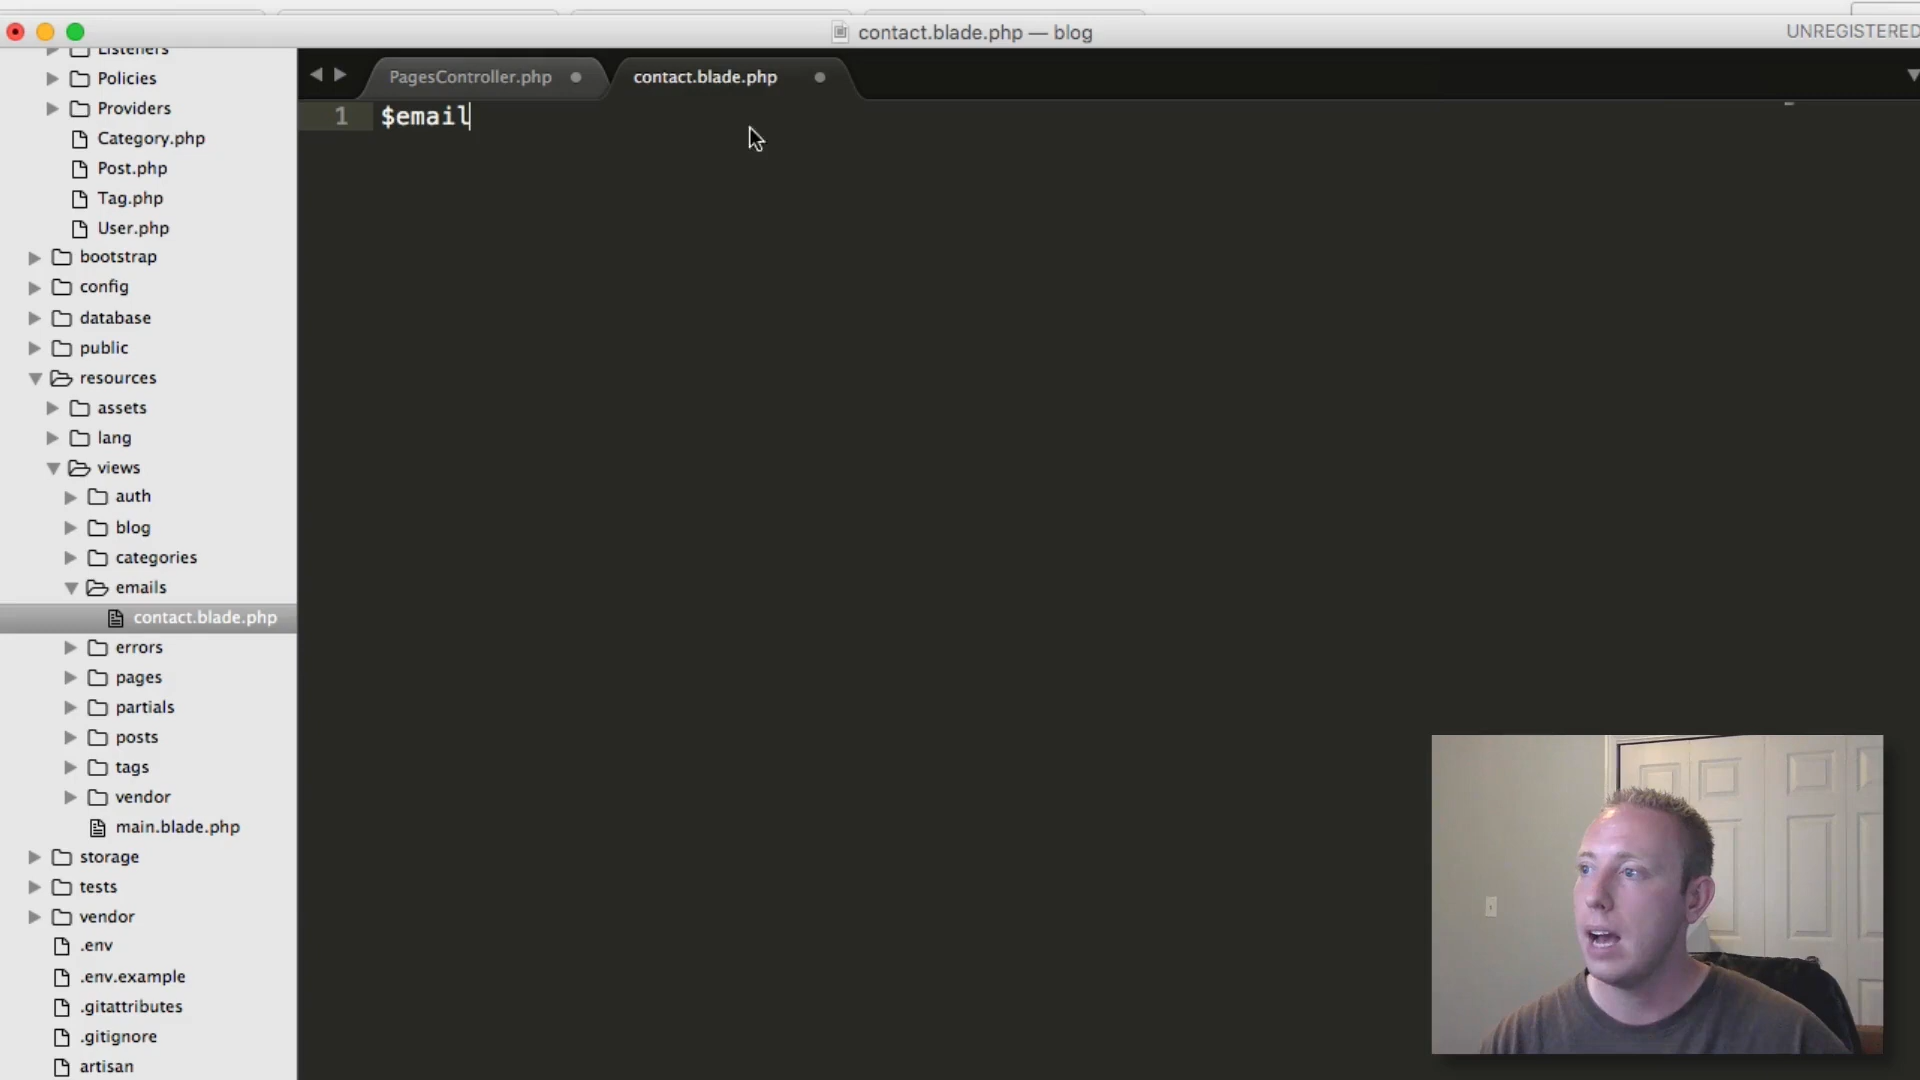 contact.blade.php — blog
UNREGISTERED
Listeners
Policies
Providers
Category.php
Post.php
Tag.php
User.php
bootstrap
config
database
public
resources
assets
lang
views
auth
blog
categories
emails
contact.blade.php
errors
pages
partials
posts
tags
vendor
main.blade.php
storage
tests
vendor
.env
.env.example
.gitattributes
.gitignore
artisan
PagesController.php
contact.blade.php
1 $email